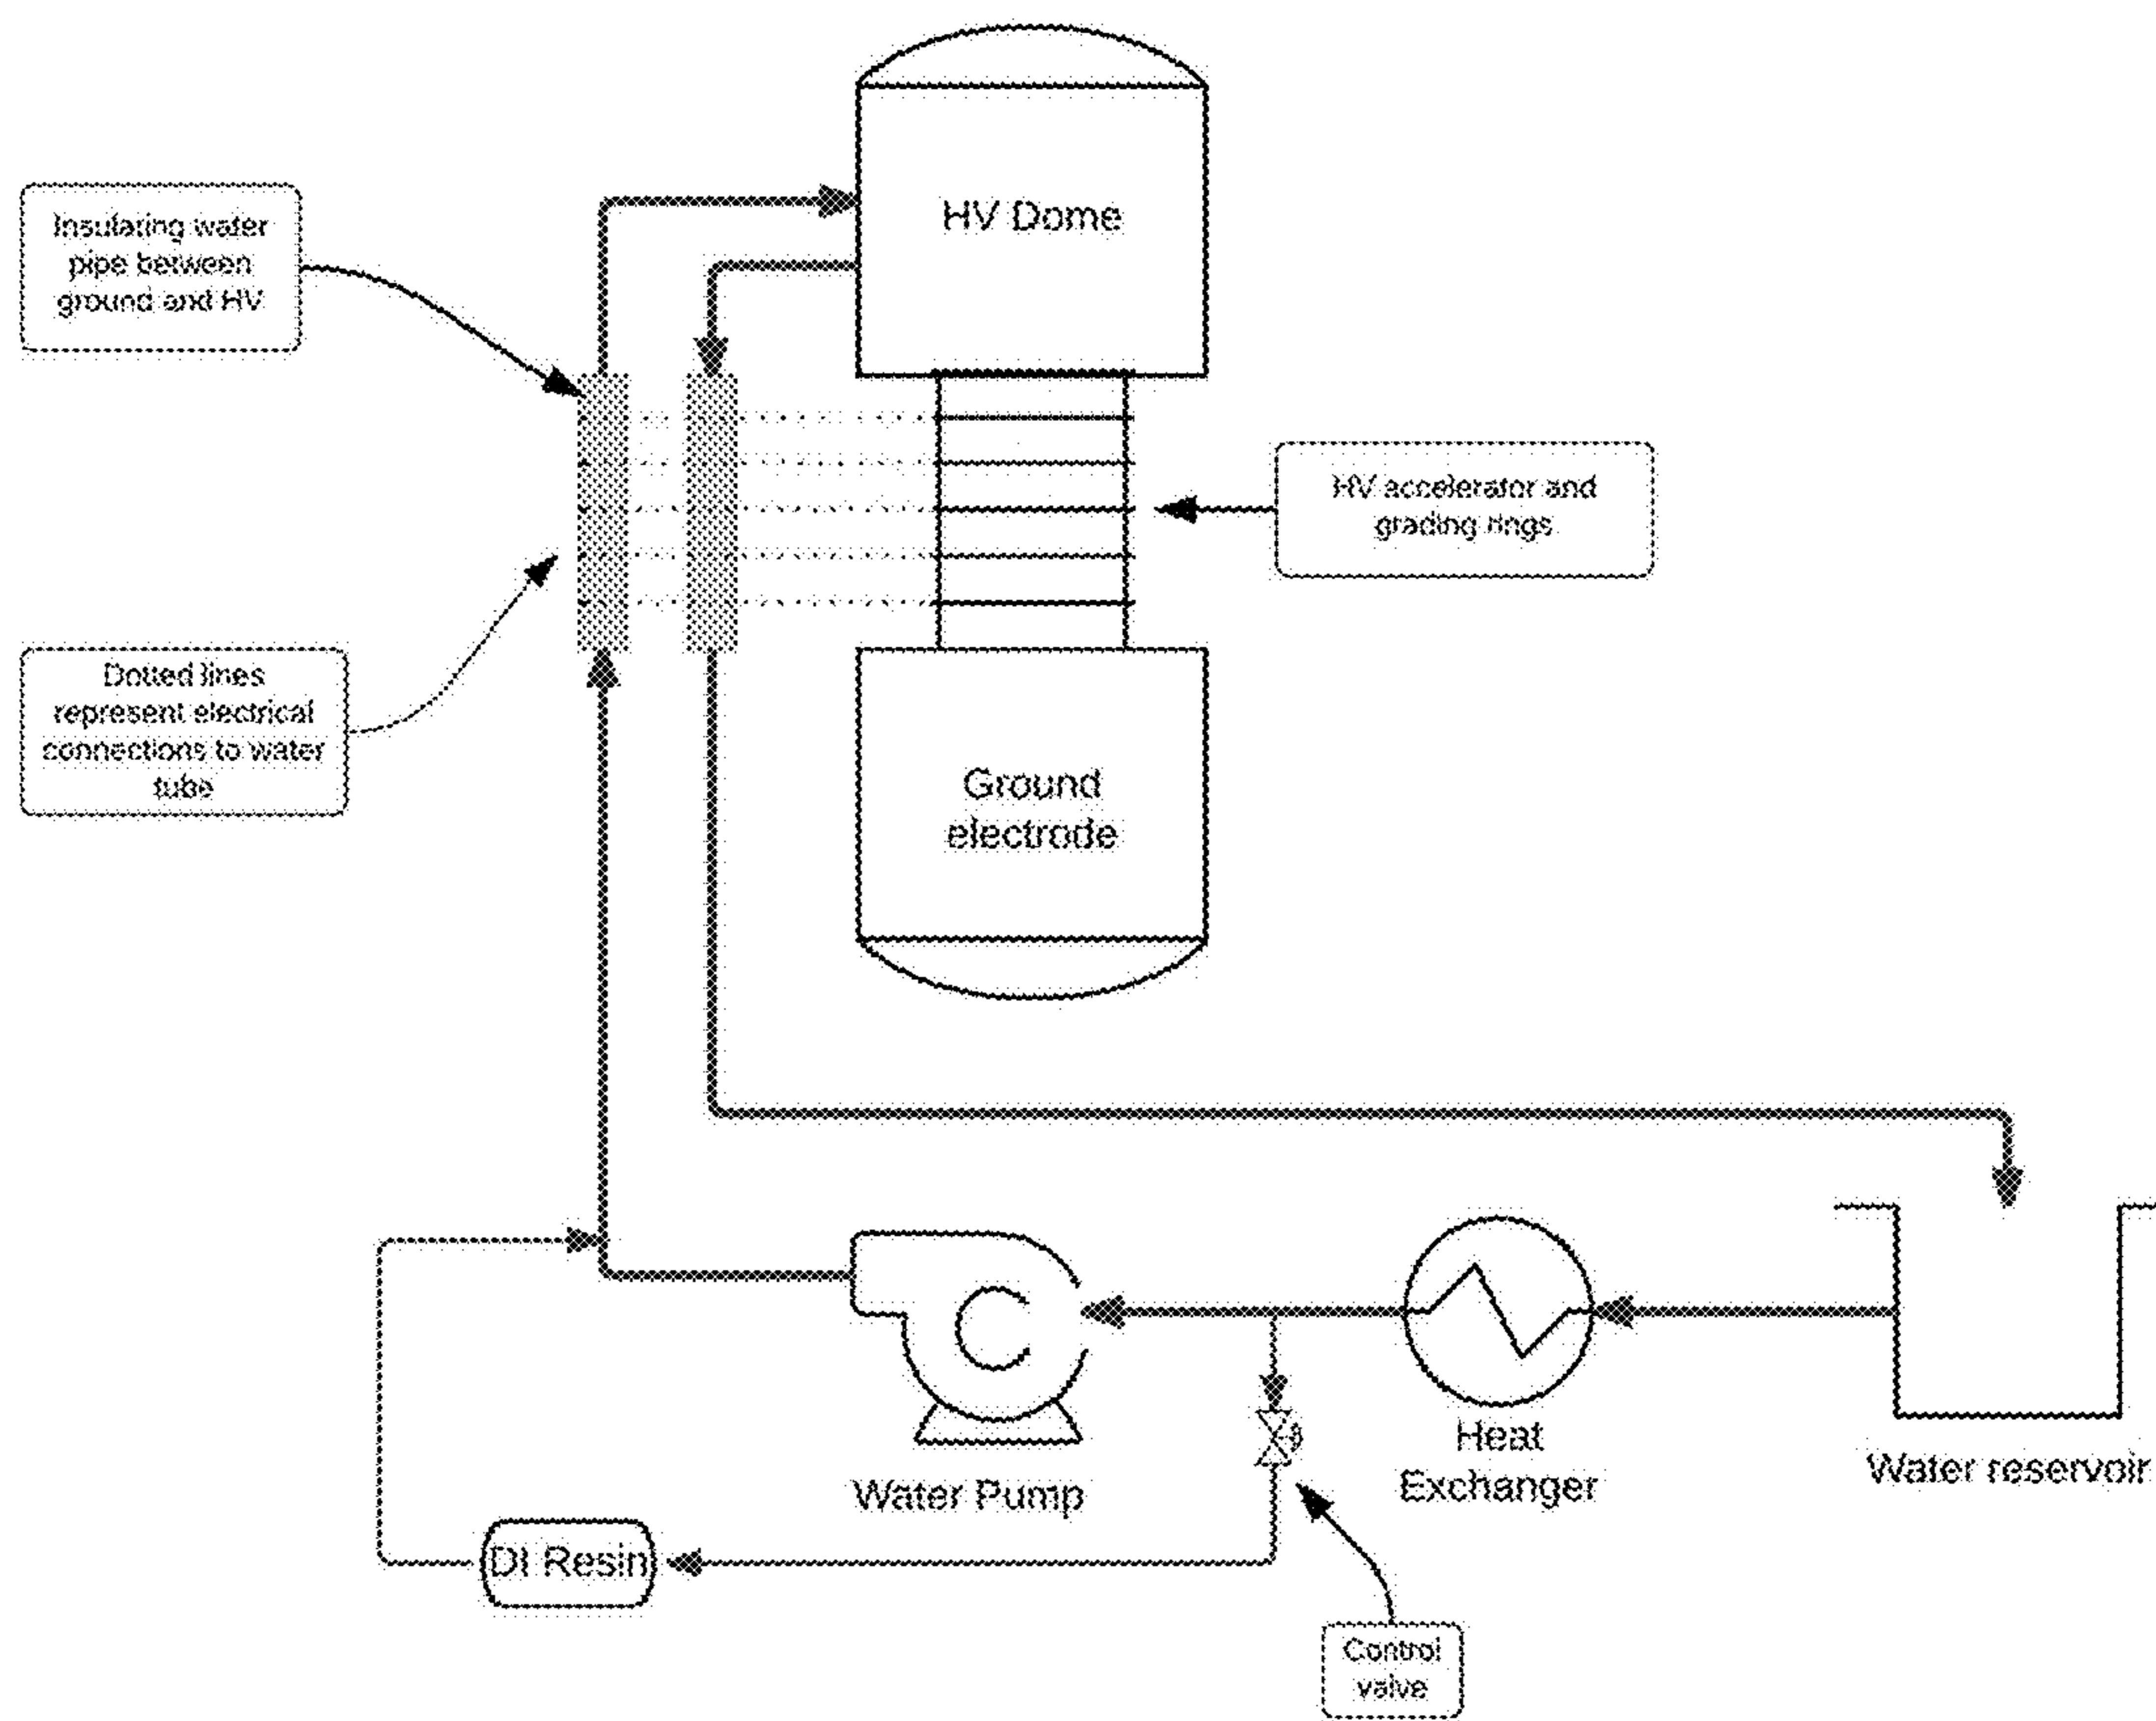 HV Dome
Insulating water
pipe between
ground and HV
HV accelerator and
grading rings
Dotted lines
represent electrical
connections to water
tube
Ground
electrode
Heat
Exchanger
Water reservoir
Water Pump
DI Resin
Control
valve